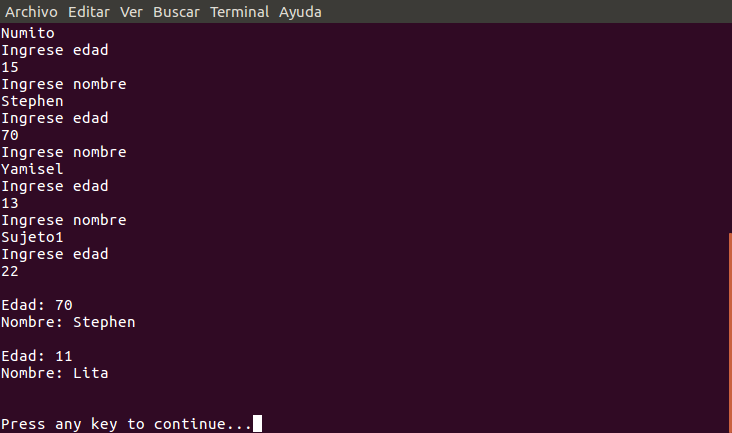 Archivo Editar Ver Buscar Terminal Ayuda
Numito
Ingrese edad
15
Ingrese nombre
Stephen
Ingrese edad
70
Ingrese nombre
Yamisel
Ingrese edad
13
Ingrese nombre
Sujeto1
Ingrese edad
22
Edad: 70
Nombre: Stephen
Edad: 11
Nombre: Lita
Press any key to continue...